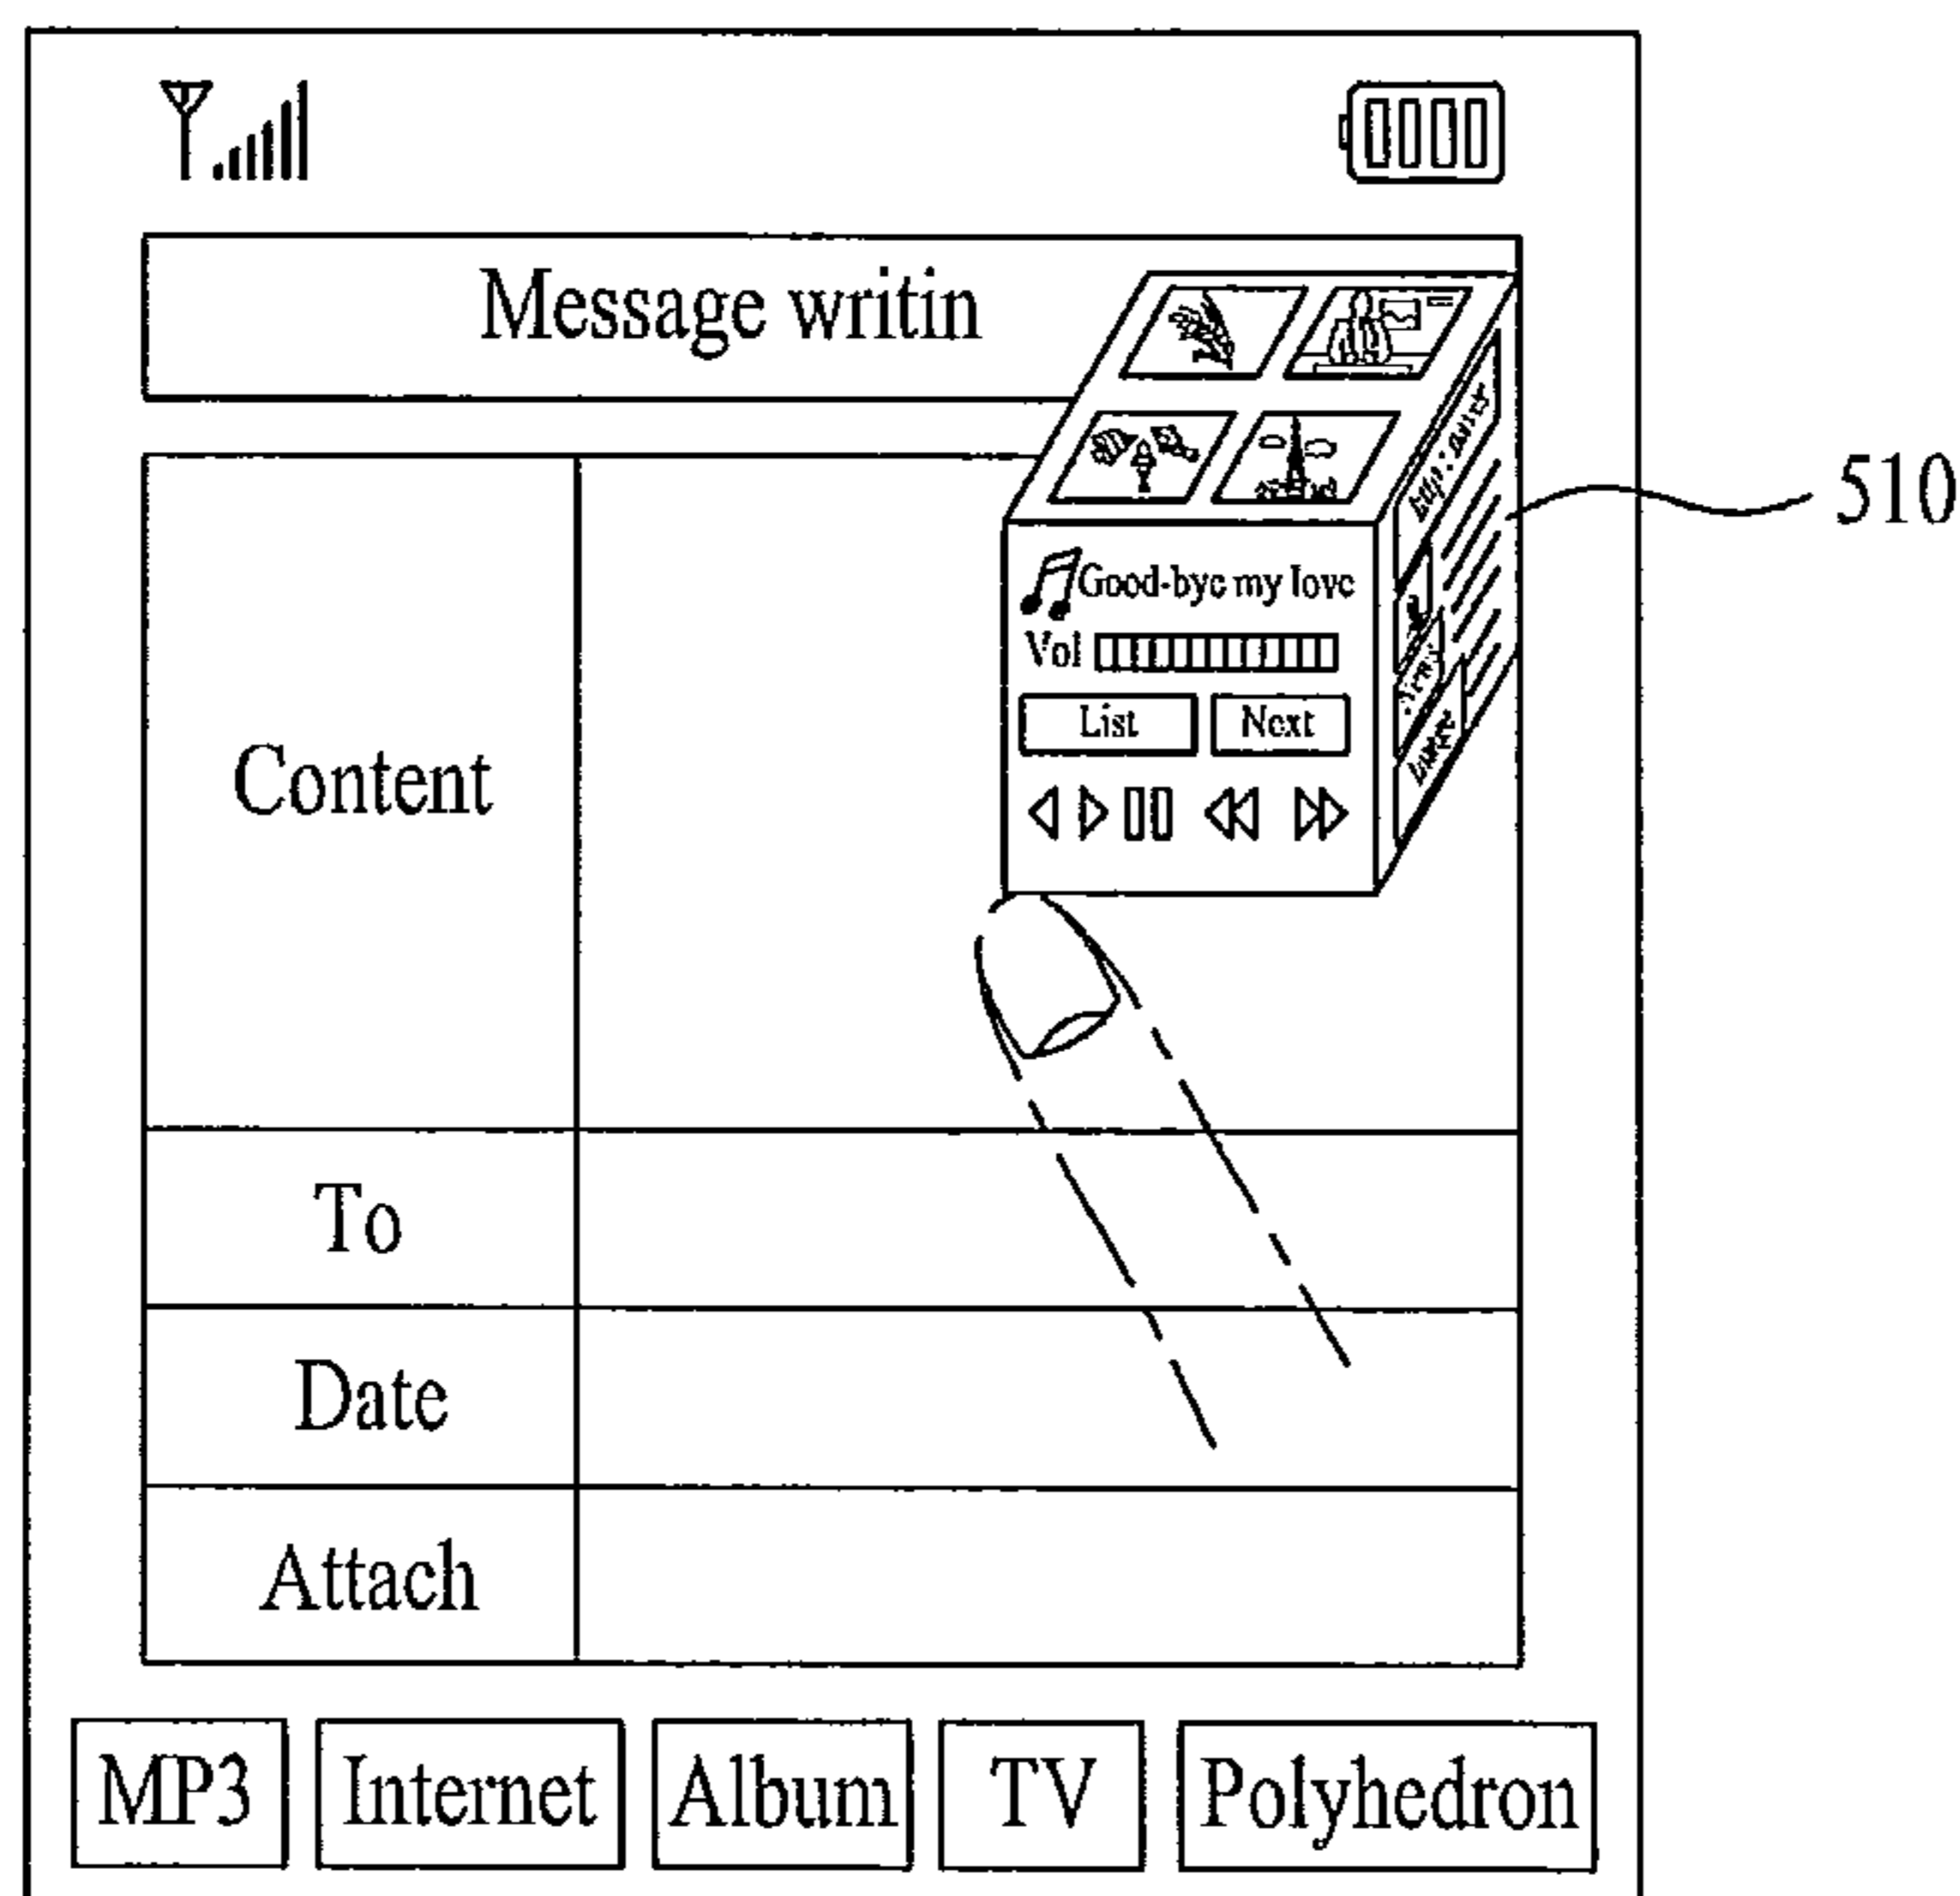 Message writin
510
Good-bye my love
Vol
List Next
Content
To
Date
Attach
MP3 Internet Album TV Polyhedron